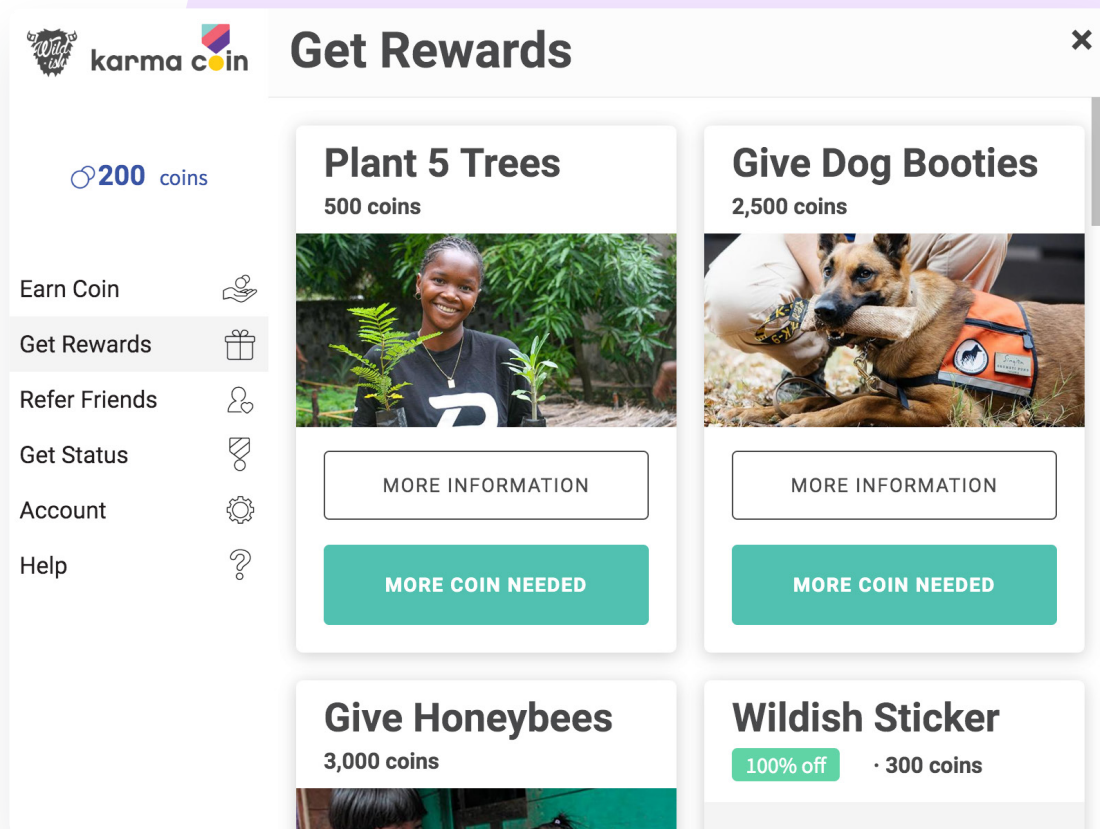 Wild
ish
karma coin
Get Rewards
200 coins
Earn Coin
Get Rewards
Refer Friends
Get Status
Account
Help
Plant 5 Trees
500 coins
MORE INFORMATION
MORE COIN NEEDED
Give Dog Booties
2,500 coins
MORE INFORMATION
MORE COIN NEEDED
Give Honeybees
3,000 coins
Wildish Sticker
100% off · 300 coins